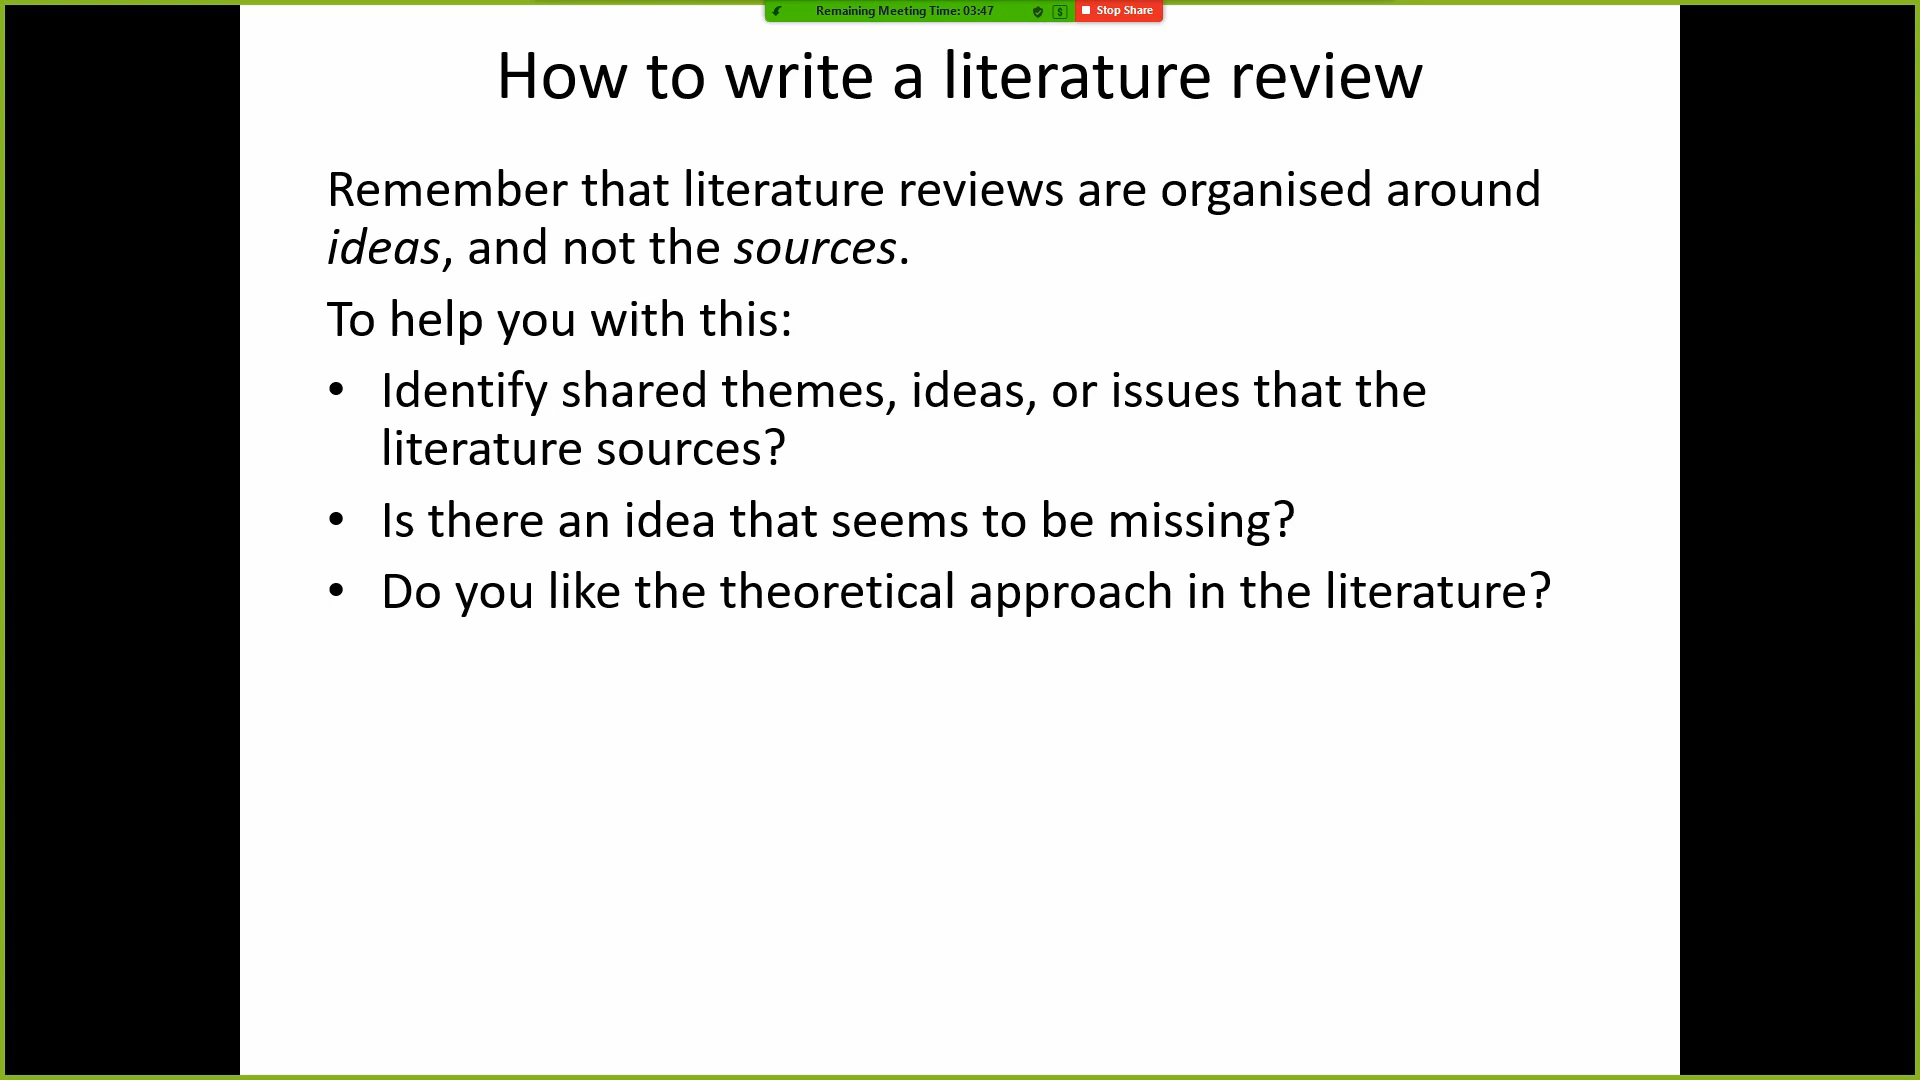 Remaining Meeting Time: 03:47
Stop Share
How to write a literature review
Remember that literature reviews are organised around
ideas, and not the sources.
To help you with this:
• Identify shared themes, ideas, or issues that the
literature sources?
• Is there an idea that seems to be missing?
• Do you like the theoretical approach in the literature?